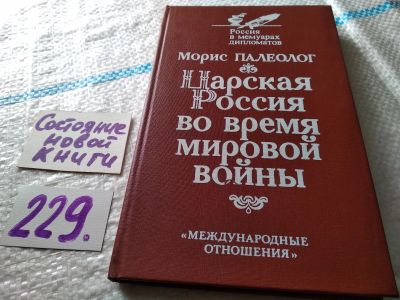 Россия
в мемуарах
дипломатов
МОРИС ПАЛЕОЛОГ
Царская
Россия
во время
мировой
войны
«МЕЖДУНАРОДНЫЕ
ОТНОШЕНИЯ»
Состояние
новой
книги
229.